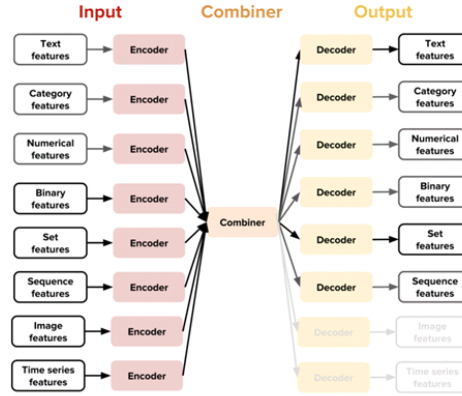 Input Combiner Output
Text
features
Encoder
Decoder
Text
features
Category
features
Encoder
Decoder
Category
features
Numerical
features
Encoder
Decoder
Numerical
features
Binary
features
Encoder
Decoder
Binary
features
Combiner
Set
features
Encoder
Decoder
Set
features
Sequence
features
Encoder
Decoder
Sequence
features
Image
features
Encoder
Decoder
Image
features
Time series
features
Encoder
Decoder
Time series
features